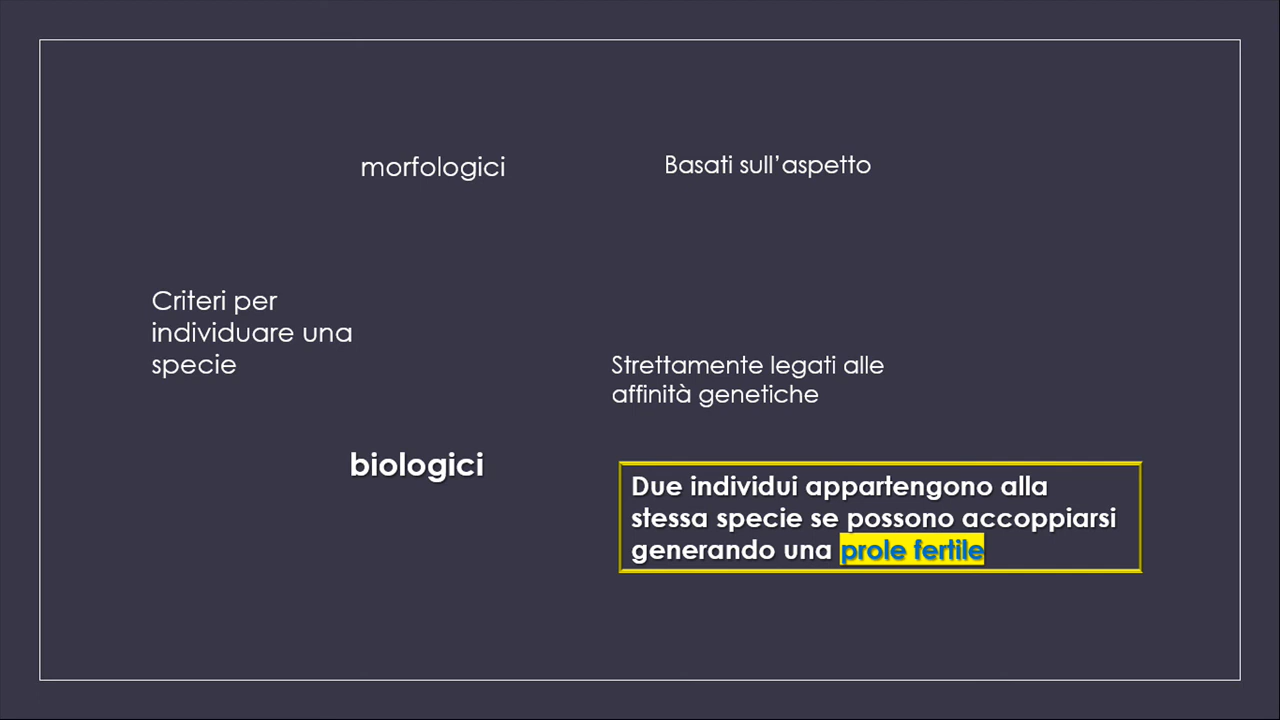 morfologici
Basati sull’aspetto
Criteri per
individuare una
specie
Strettamente legati alle
affinità genetiche
biologici
Due individui appartengono alla
stessa specie se possono accoppiarsi
generando una prole fertile